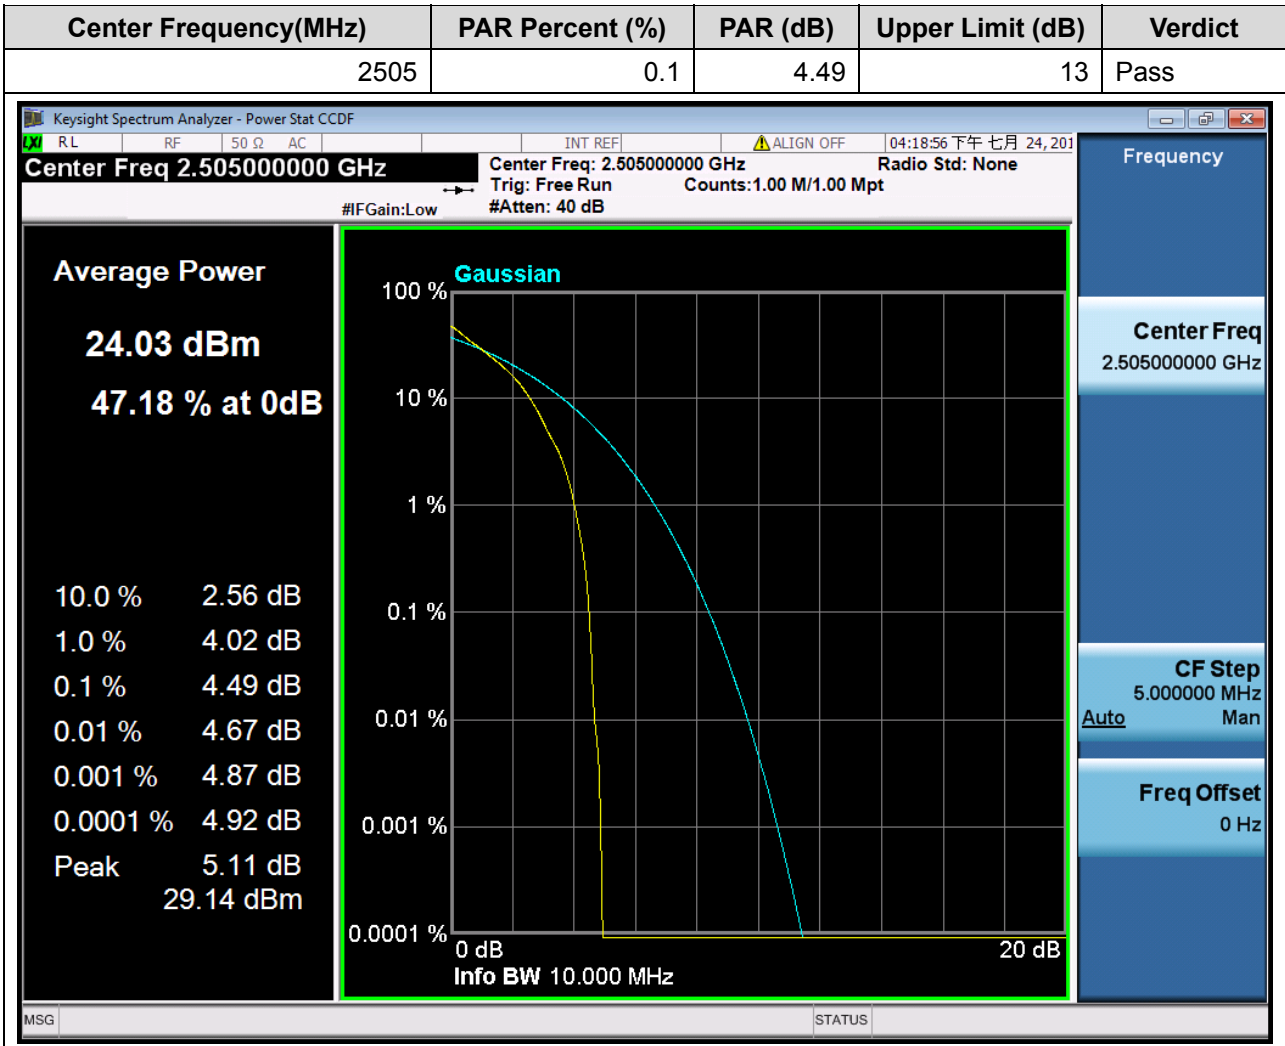 Center Frequency(MHz) PAR Percent (%) PAR (dB) Upper Limit (dB) Verdict
2505 0.1 4.49 13 Pass
Keysight Spectrum Analyzer - Power Stat CCDF
LXI RL RF 50 Ω AC INT REF ALIGN OFF 04:18:56 下午 七月 24, 201
Center Freq 2.505000000 GHz
Center Freq: 2.505000000 GHz Radio Std: None
Trig: Free Run Counts:1.00 M/1.00 Mpt
#IFGain:Low #Atten: 40 dB
Average Power
24.03 dBm
47.18 % at 0dB
10.0 % 2.56 dB
1.0 % 4.02 dB
0.1 % 4.49 dB
0.01 % 4.67 dB
0.001 % 4.87 dB
0.0001 % 4.92 dB
Peak 5.11 dB
29.14 dBm
Gaussian
100 %
10 %
1 %
0.1 %
0.01 %
0.001 %
0.0001 %
0 dB 20 dB
Info BW 10.000 MHz
Frequency
Center Freq
2.505000000 GHz
CF Step
5.000000 MHz
Auto Man
Freq Offset
0 Hz
MSG STATUS